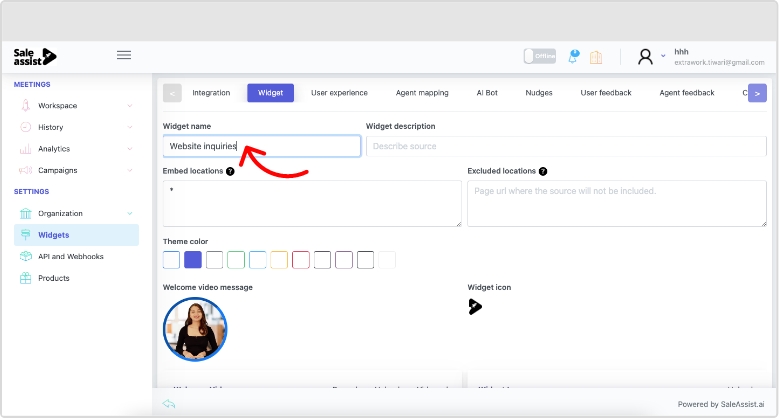 Sale assist
Offline
hhh
extrawork.tiwari@gmail.com
MEETINGS
Workspace
History
Analytics
Campaigns
SETTINGS
Organization
Widgets
API and Webhooks
Products
< Integration Widget User experience Agent mapping AI Bot Nudges User feedback Agent feedback C >
Widget name Widget description
Website inquiries Describe source
Embed locations ? Excluded locations ?
* Page url where the source will not be included.
Theme color
Welcome video message Widget icon
Powered by SaleAssist.ai